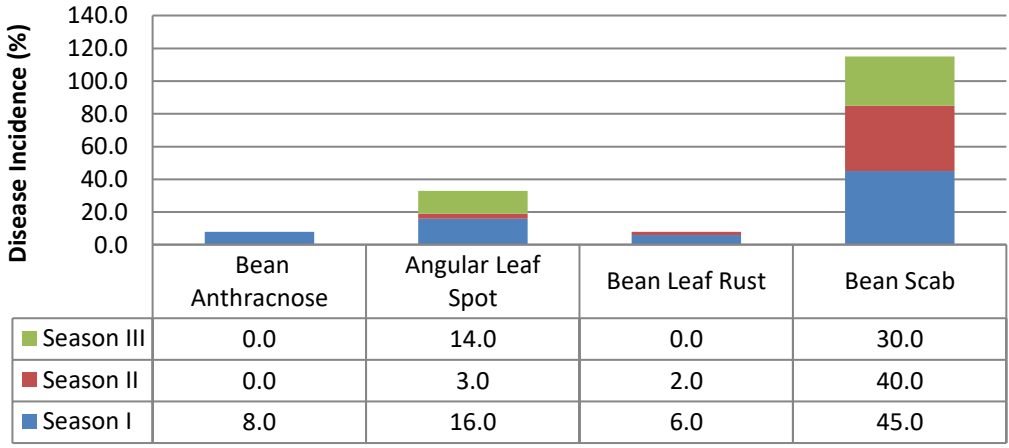 Disease Incidence (%)
140.0
120.0
100.0
80.0
60.0
40.0
20.0
0.0
Bean Anthracnose
Angular Leaf Spot
Bean Leaf Rust
Bean Scab
Season III 0.0 14.0 0.0 30.0
Season II 0.0 3.0 2.0 40.0
Season I 8.0 16.0 6.0 45.0